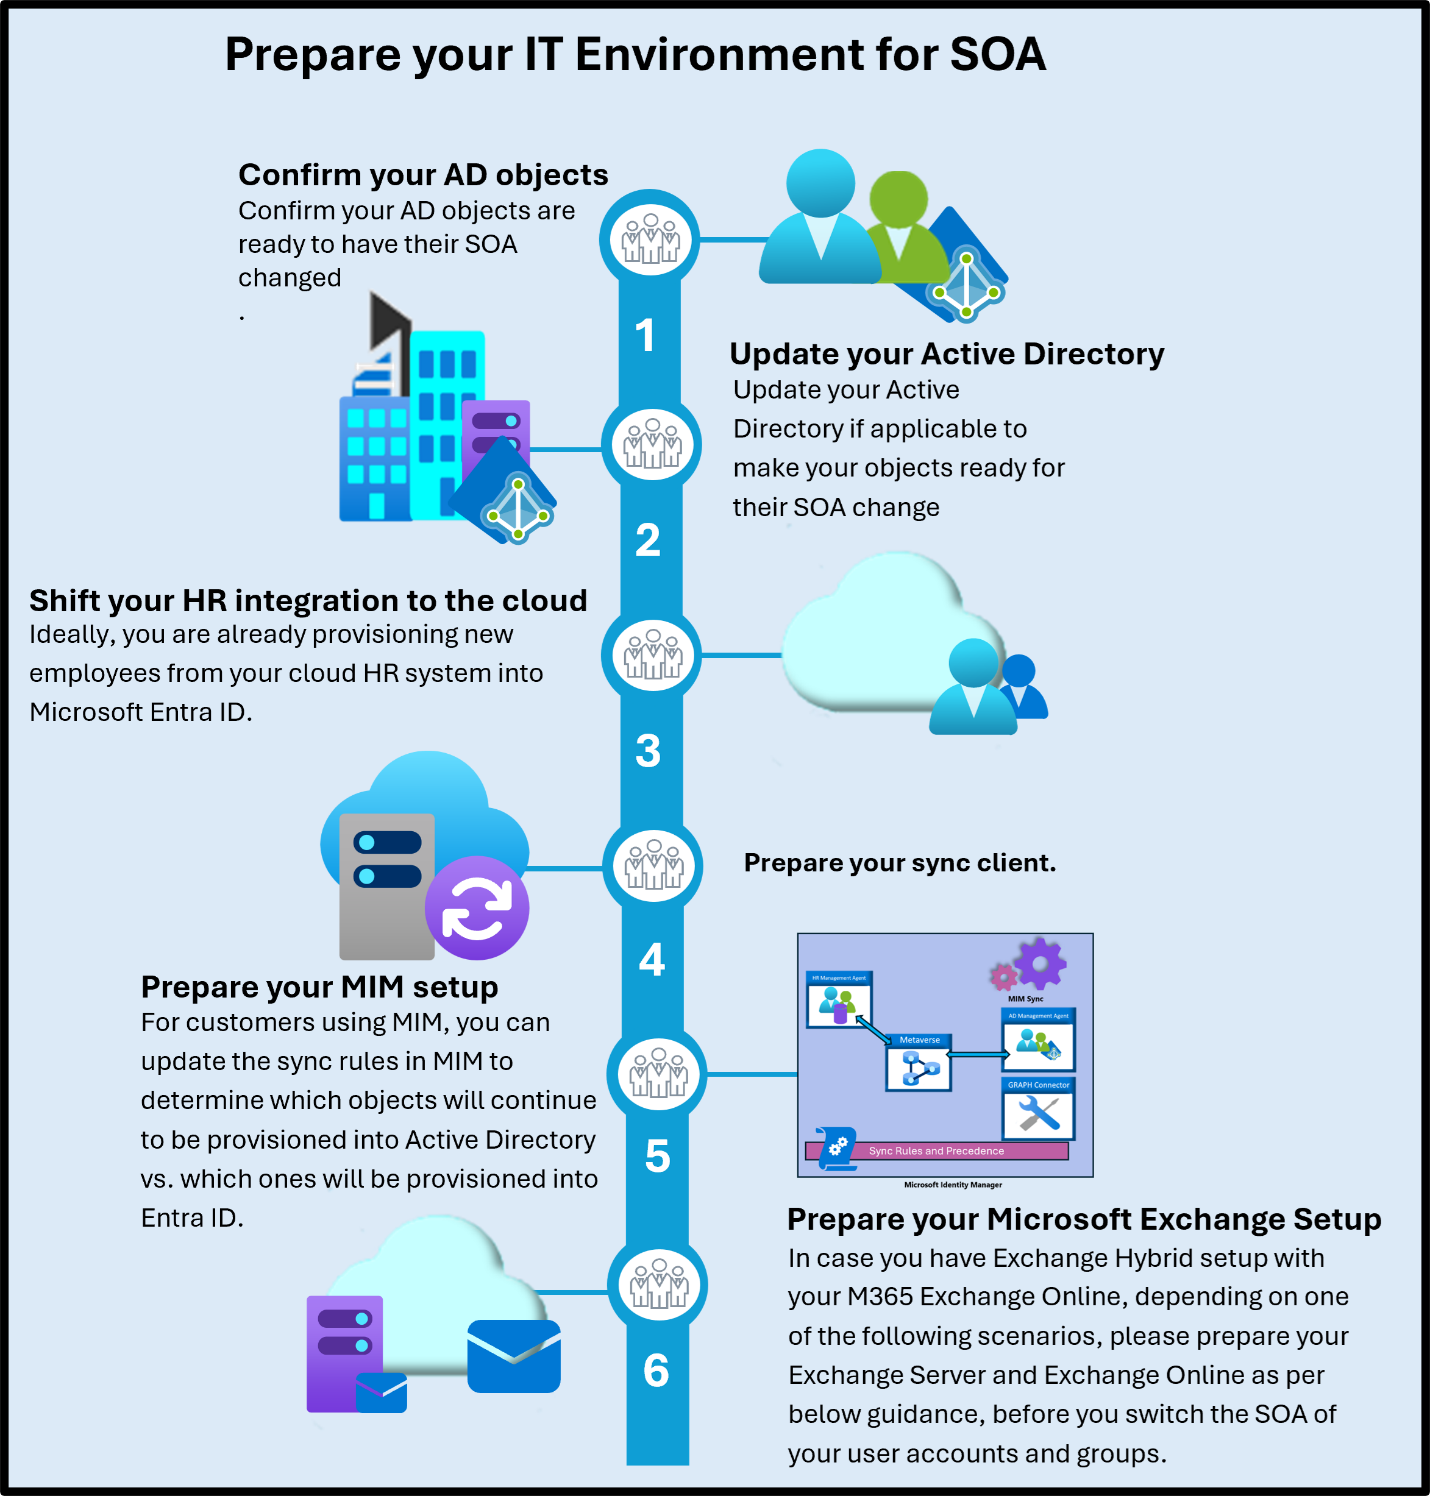 Prepare your IT Environment for SOA
Confirm your AD objects
Confirm your AD objects are
ready to have their SOA
changed
.
1
Update your Active Directory
Update your Active
Directory if applicable to
make your objects ready for
their SOA change
2
Shift your HR integration to the cloud
Ideally, you are already provisioning new
employees from your cloud HR system into
Microsoft Entra ID.
3
Prepare your sync client.
4
Prepare your MIM setup
For customers using MIM, you can
update the sync rules in MIM to
determine which objects will continue
to be provisioned into Active Directory
vs. which ones will be provisioned into
Entra ID.
5
HR Management Agent
MIM Sync
AD Management Agent
Metaverse
GRAPH Connector
Sync Rules and Precedence
Microsoft Identity Manager
Prepare your Microsoft Exchange Setup
In case you have Exchange Hybrid setup with
your M365 Exchange Online, depending on one
of the following scenarios, please prepare your
Exchange Server and Exchange Online as per
below guidance, before you switch the SOA of
your user accounts and groups.
6